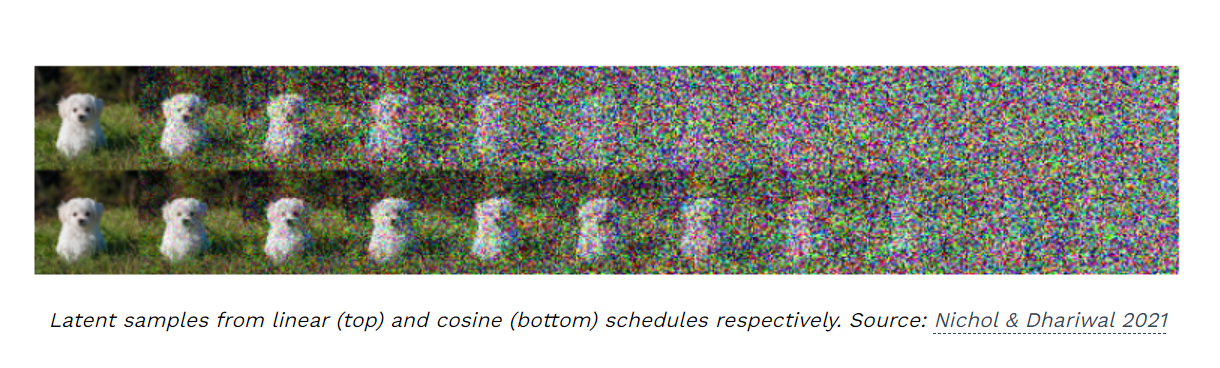 Latent samples from linear (top) and cosine (bottom) schedules respectively. Source: Nichol & Dhariwal 2021